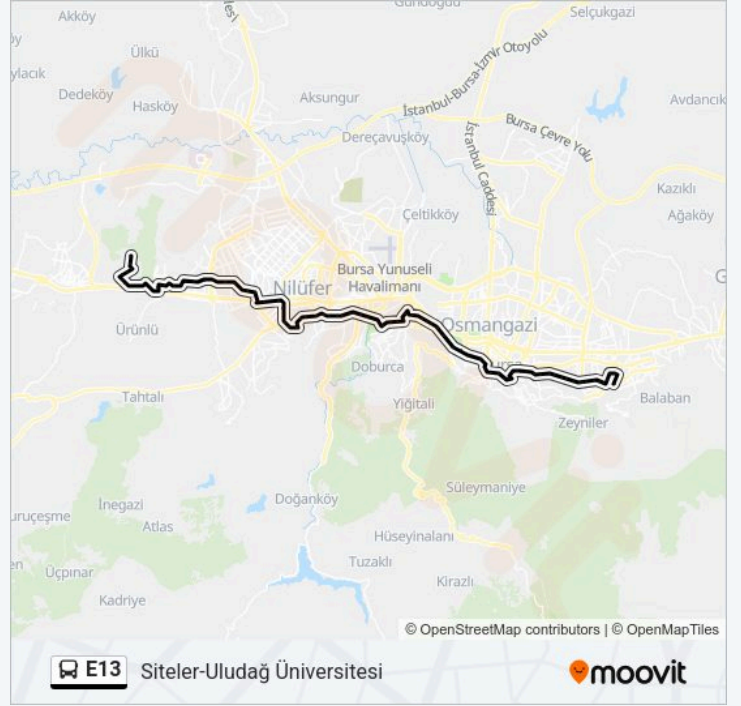 Gündoğdu
Selçukgazi
Akköy
Ülkü
Dedeköy
Hasköy
Aksungur
İstanbul-Bursa-İzmir Otoyolu
Avdancık
Bursa Çevre Yolu
Dereçavuşköy
İstanbul Caddesi
Kazıklı
Çeltikköy
Ağaköy
Bursa Yunuseli
Havalimanı
Nilüfer
Osmangazi
Ürünlü
Doburca
Tahtalı
Yiğitali
Balaban
Zeyniler
Süleymaniye
Doğanköy
İnegazi
Atlas
Hüseyinalanı
Tuzaklı
Üçpınar
Kirazlı
Kadriye
© OpenStreetMap contributors | © OpenMapTiles
E13 Siteler-Uludağ Üniversitesi
moovit